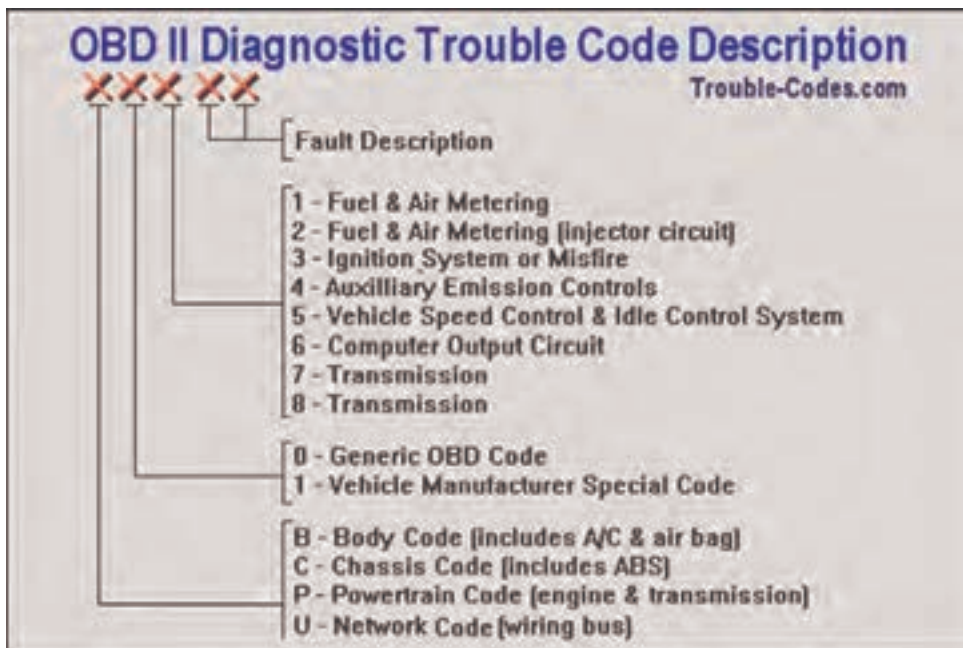 OBD II Diagnostic Trouble Code Description
XXX XX
Trouble-Codes.com
Fault Description
1 - Fuel & Air Metering
2 - Fuel & Air Metering (injector circuit)
3 - Ignition System or Misfire
4 - Auxilliary Emission Controls
5 - Vehicle Speed Control & Idle Control System
6 - Computer Output Circuit
7 - Transmission
8 - Transmission
0 - Generic OBD Code
1 - Vehicle Manufacturer Special Code
B - Body Code (includes A/C & air bag)
C - Chassis Code (includes ABS)
P - Powertrain Code (engine & transmission)
U - Network Code (wiring bus)